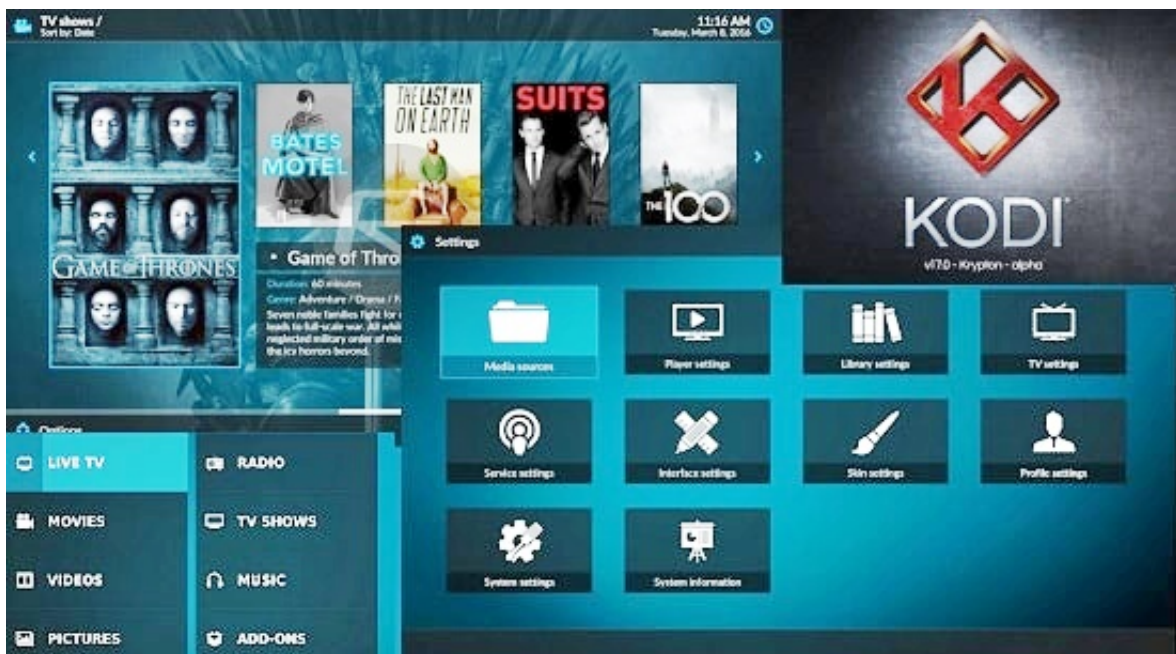 TV shows /
Sort by: Date
11:16 AM
Tuesday, March 8, 2016
BATES
MOTEL
THE LAST MAN
ON EARTH
SUITS
THE 100
GAME OF THRONES
KODI
v17.0 - Krypton - alpha
• Game of Thro
Duration: 60 minutes
Genre: Adventure / Drama / Fa
Seven noble families fight for
leads to full-scale war. All whil
neglected military order of mis
the icy horrors beyond.
Settings
Media sources
Player settings
Library settings
TV settings
Service settings
Interface settings
Skin settings
Profile settings
System settings
System information
Options
LIVE TV
RADIO
MOVIES
TV SHOWS
VIDEOS
MUSIC
PICTURES
ADD-ONS